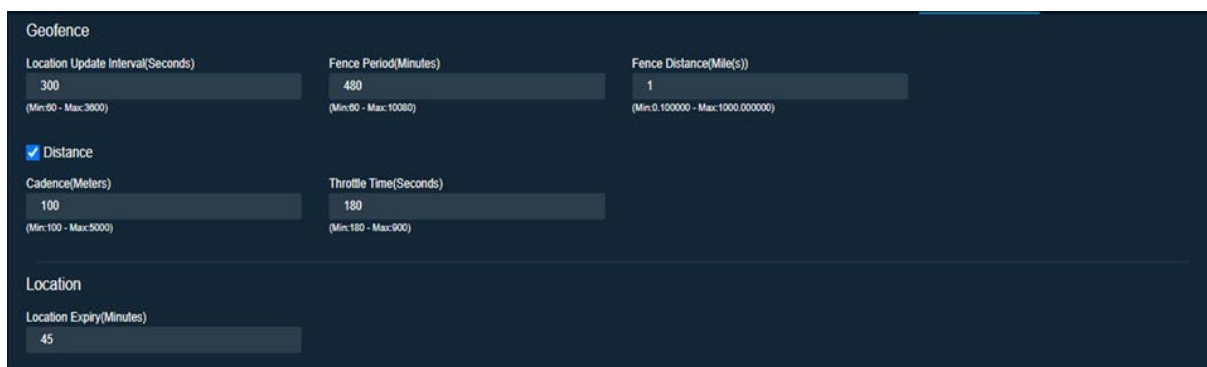 Geofence
Location Update Interval(Seconds) Fence Period(Minutes) Fence Distance(Mile(s))
300 480 1
(Min:60 - Max:3600) (Min:60 - Max:10080) (Min:0.100000 - Max:1000.000000)
Distance
Cadence(Meters) Throttle Time(Seconds)
100 180
(Min:100 - Max:5000) (Min:180 - Max:900)
Location
Location Expiry(Minutes)
45